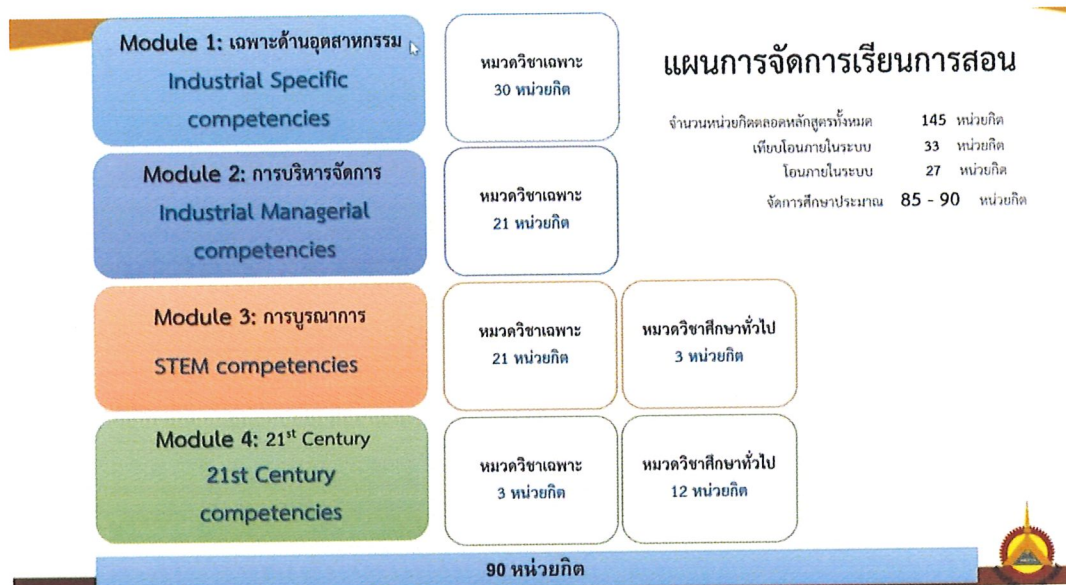 แผนการจัดการเรียนการสอน
จำนวนหน่วยกิตตลอดหลักสูตรทั้งหมด 145 หน่วยกิต
เทียบโอนภายในระบบ 33 หน่วยกิต
โอนภายในระบบ 27 หน่วยกิต
จัดการศึกษาประมาณ 85 - 90 หน่วยกิต
Module 1: เฉพาะด้านอุตสาหกรรม
Industrial Specific
competencies
หมวดวิชาเฉพาะ
30 หน่วยกิต
Module 2: การบริหารจัดการ
Industrial Managerial
competencies
หมวดวิชาเฉพาะ
21 หน่วยกิต
Module 3: การบูรณาการ
STEM competencies
หมวดวิชาเฉพาะ
21 หน่วยกิต
หมวดวิชาศึกษาทั่วไป
3 หน่วยกิต
Module 4: 21st Century
21st Century
competencies
หมวดวิชาเฉพาะ
3 หน่วยกิต
หมวดวิชาศึกษาทั่วไป
12 หน่วยกิต
90 หน่วยกิต